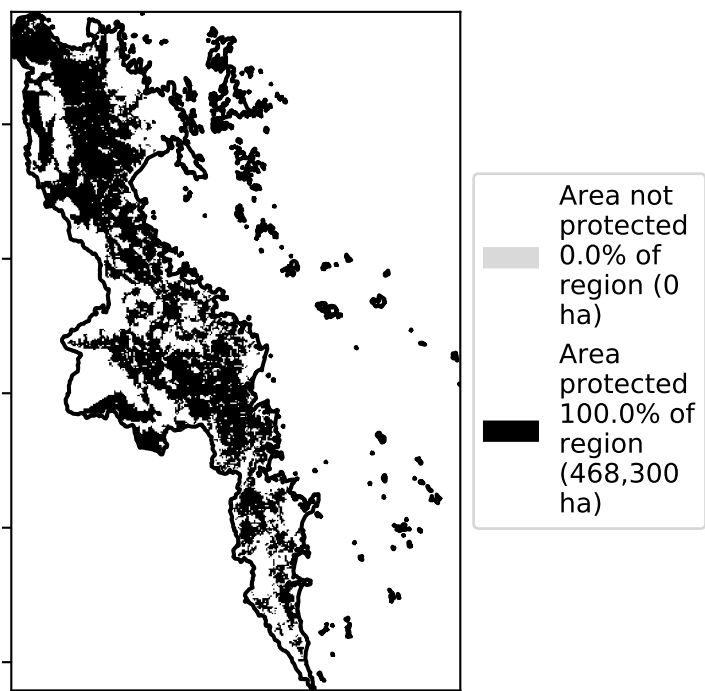 Area not
protected
0.0% of
region (0
ha)
Area
protected
100.0% of
region
(468,300
ha)